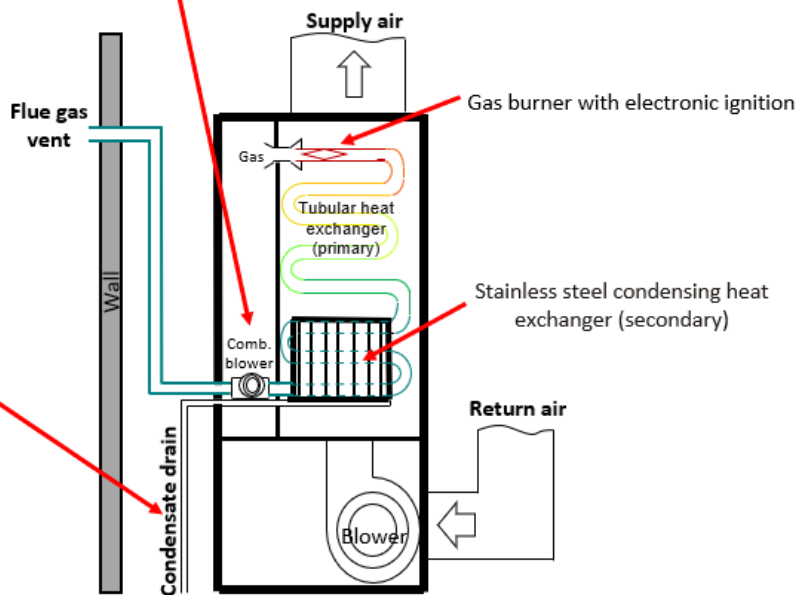 Supply air
Flue gas
vent
Gas burner with electronic ignition
Gas
Tubular heat
exchanger
(primary)
Wall
Stainless steel condensing heat
exchanger (secondary)
Comb.
blower
Return air
Condensate drain
Blower